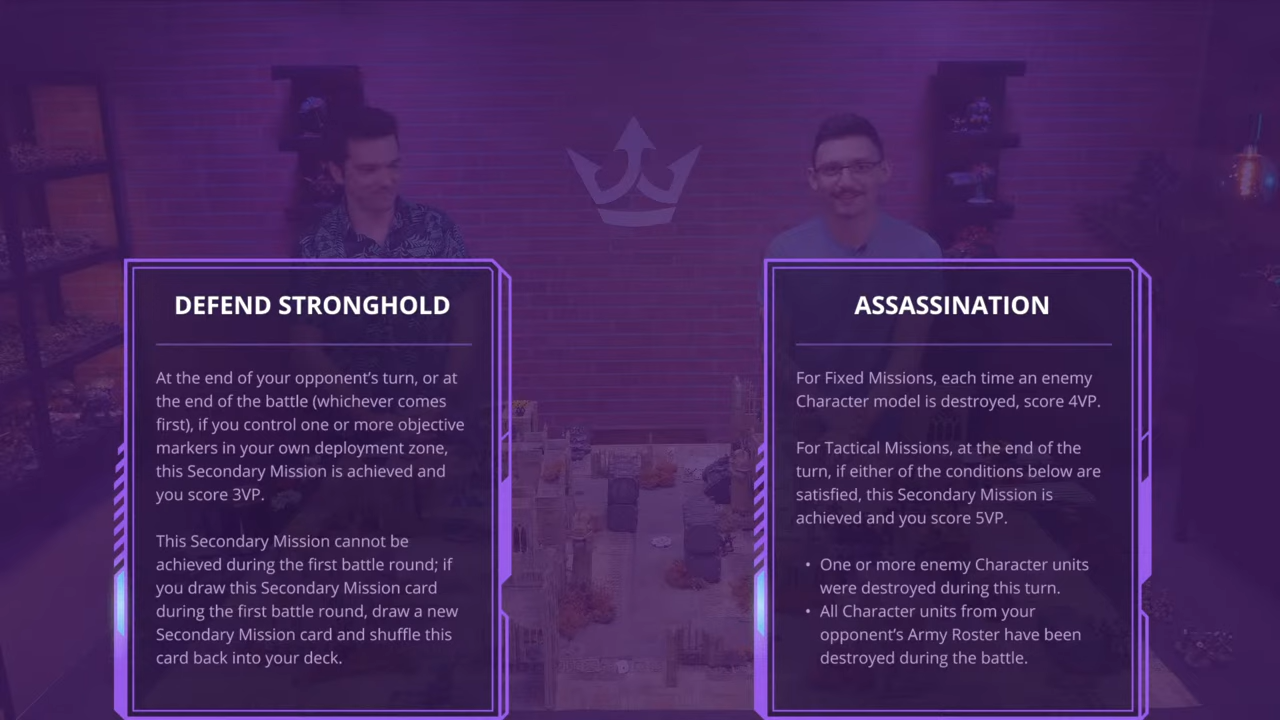 DEFEND STRONGHOLD
At the end of your opponent's turn, or at
the end of the battle (whichever comes
first), if you control one or more objective
markers in your own deployment zone,
this Secondary Mission is achieved and
you score 3VP.
This Secondary Mission cannot be
achieved during the first battle round; if
you draw this Secondary Mission card
during the first battle round, draw a new
Secondary Mission card and shuffle this
card back into your deck.
ASSASSINATION
For Fixed Missions, each time an enemy
Character model is destroyed, score 4VP.
For Tactical Missions, at the end of the
turn, if either of the conditions below are
satisfied, this Secondary Mission is
achieved and you score 5VP.
• One or more enemy Character units
were destroyed during this turn.
• All Character units from your
opponent's Army Roster have been
destroyed during the battle.